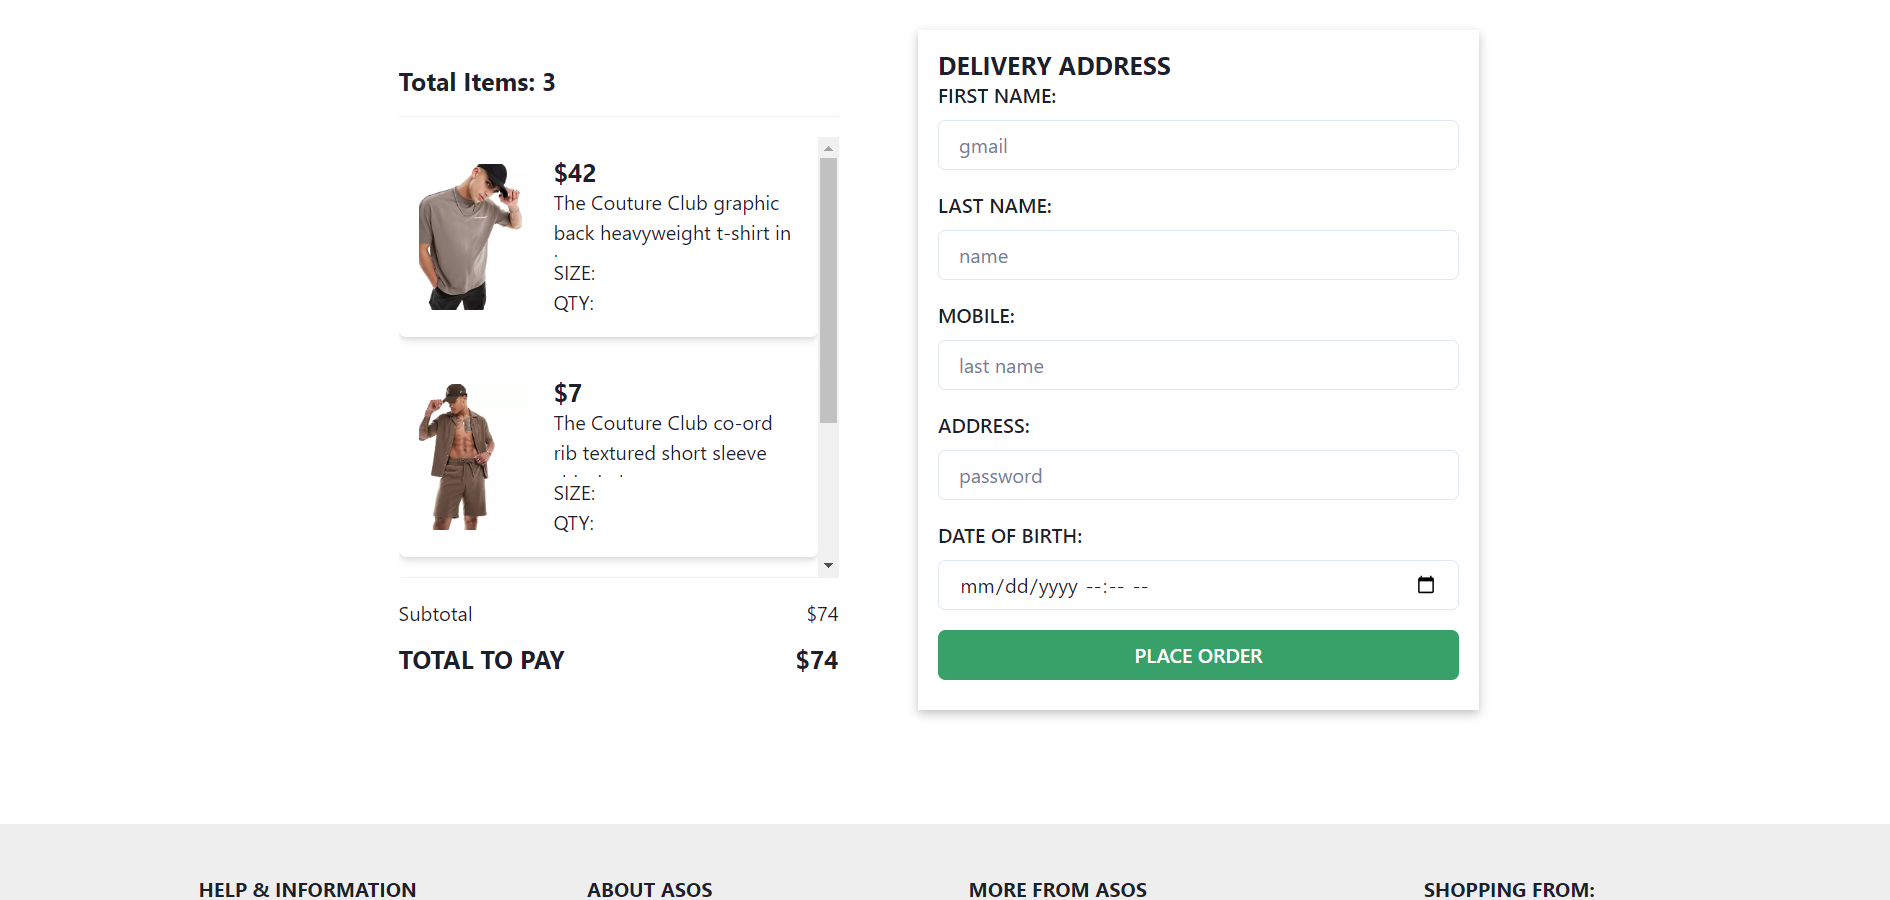 Total Items: 3
$42
The Couture Club graphic
back heavyweight t-shirt in
SIZE:
QTY:
$7
The Couture Club co-ord
rib textured short sleeve
SIZE:
QTY:
Subtotal $74
TOTAL TO PAY $74
DELIVERY ADDRESS
FIRST NAME:
gmail
LAST NAME:
name
MOBILE:
last name
ADDRESS:
password
DATE OF BIRTH:
mm/dd/yyyy --:-- --
PLACE ORDER
HELP & INFORMATION
ABOUT ASOS
MORE FROM ASOS
SHOPPING FROM: